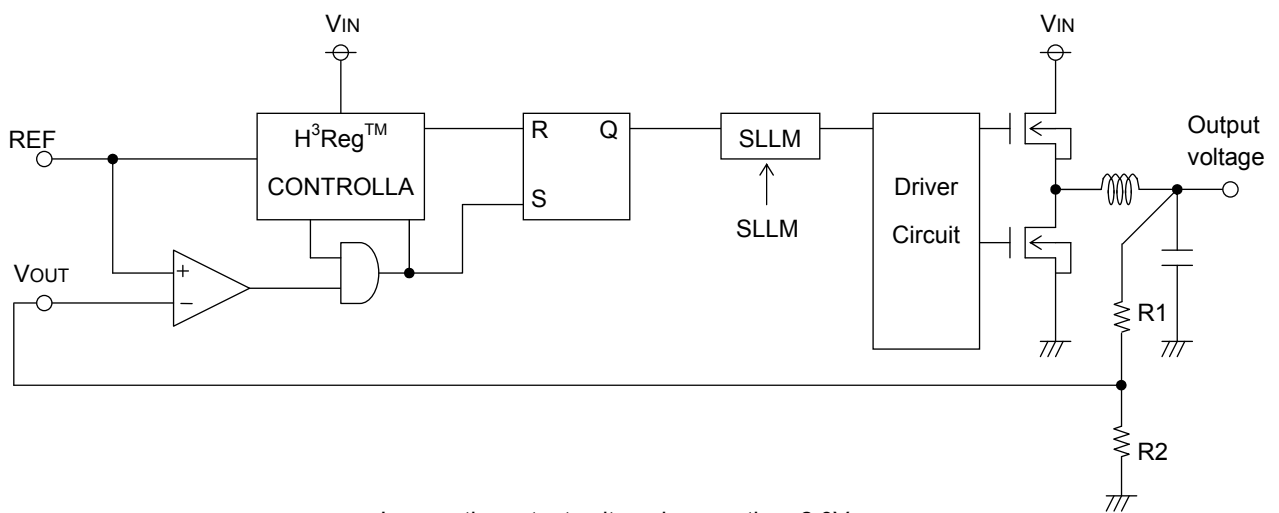 VIN
VIN
REF
H³Reg™
CONTROLLA
R Q
S
SLLM
SLLM
Driver
Circuit
Output
voltage
VOUT
+
−
R1
R2